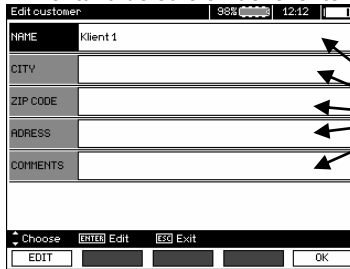 Edit customer 98% 12:12
NAME Klient 1
CITY
ZIP CODE
ADRESS
COMMENTS
Choose ENTER Edit ESC Exit
EDIT OK